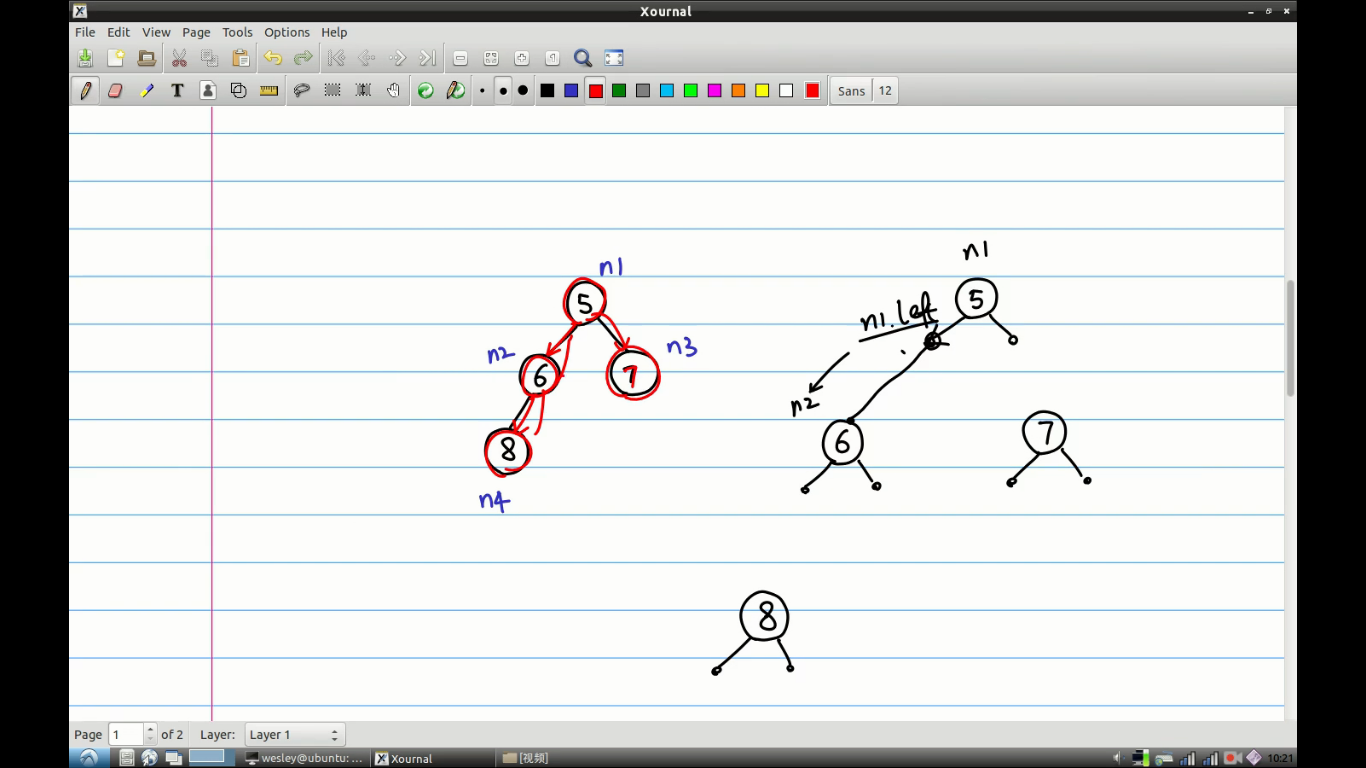 Xournal
File Edit View Page Tools Options Help
Sans 12
n1
5
n2
6
7
n3
8
n4
n1
5
n1.left
n2
6
7
8
Page 1 of 2 Layer: Layer 1
wesley@ubuntu: ... Xournal [视频] 10:21